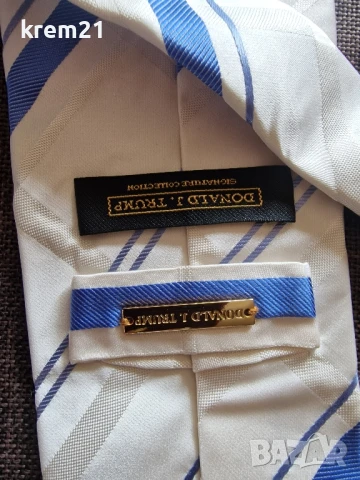 krem21
DONALD J. TRUMP
SIGNATURE COLLECTION
DONALD J. TRUMP
BAZAR